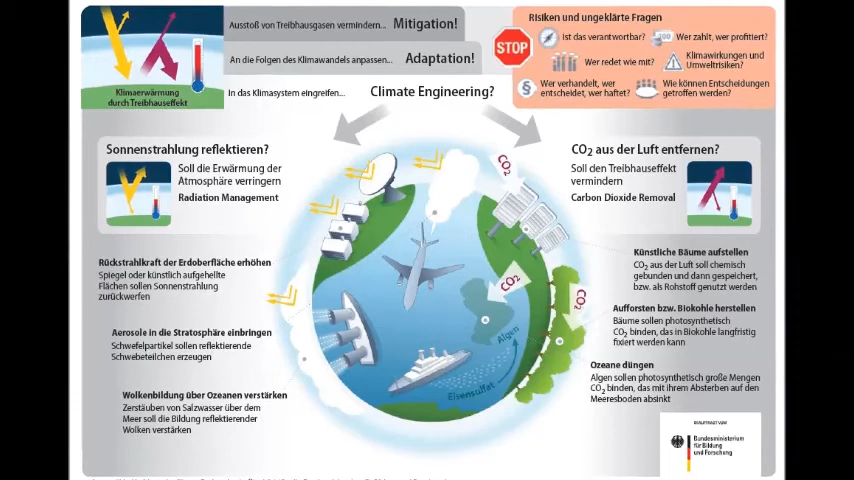 Klimaerwärmung
durch Treibhauseffekt
Ausstoß von Treibhausgasen vermindern... Mitigation!
An die Folgen des Klimawandels anpassen... Adaptation!
In das Klimasystem eingreifen... Climate Engineering?
STOP
Risiken und ungeklärte Fragen
Ist das verantwortbar?
100
Wer zahlt, wer profitiert?
Wer redet wie mit?
Klimawirkungen und
Umweltrisiken?
§
Wer verhandelt, wer
entscheidet, wer haftet?
Wie können Entscheidungen
getroffen werden?
Sonnenstrahlung reflektieren?
Soll die Erwärmung der
Atmosphäre verringern
Radiation Management
CO2 aus der Luft entfernen?
Soll den Treibhauseffekt
vermindern
Carbon Dioxide Removal
Rückstrahlkraft der Erdoberfläche erhöhen
Spiegel oder künstlich aufgehellte
Flächen sollen Sonnenstrahlung
zurückwerfen
Aerosole in die Stratosphäre einbringen
Schwefelpartikel sollen reflektierende
Schwebeteilchen erzeugen
Wolkenbildung über Ozeanen verstärken
Zerstäuben von Salzwasser über dem
Meer soll die Bildung reflektierender
Wolken verstärken
CO2
CO2
CO2
Algen
Eisensulfat
Künstliche Bäume aufstellen
CO2 aus der Luft soll chemisch
gebunden und dann gespeichert,
bzw. als Rohstoff genutzt werden
Aufforsten bzw. Biokohle herstellen
Bäume sollen photosynthetisch
CO2 binden, das in Biokohle langfristig
fixiert werden kann
Ozeane düngen
Algen sollen photosynthetisch große Mengen
CO2 binden, das mit ihrem Absterben auf den
Meeresboden absinkt
BEAUFTRAGT VOM
Bundesministerium
für Bildung
und Forschung